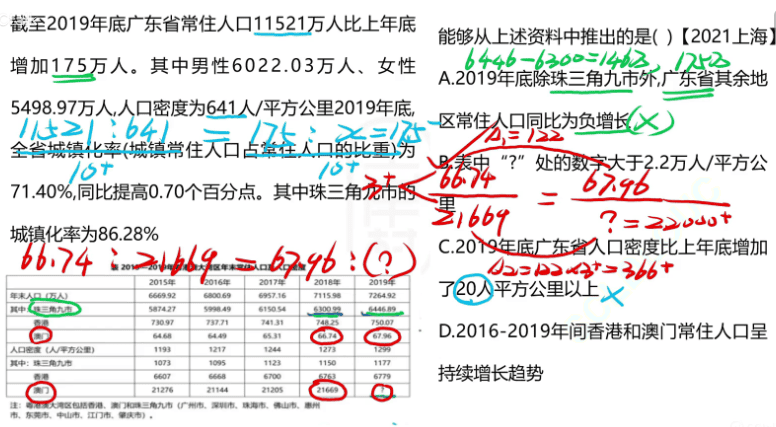 截至2019年底广东省常住人口11521万人比上年底
增加175万人。其中男性6022.03万人、女性
5498.97万人,人口密度为641人/平方公里2019年底,
11521:641 = 175:x=175
全省城镇化率(城镇常住人口占常住人口的比重)为
10⁺ 10⁺
71.40%,同比提高0.70个百分点。其中珠三角九市的
3⁺
城镇化率为86.28%
66.74:21669=67.96:(?)
年末人口（万人） 6669.92 6800.69 6957.16 7115.98 7264.92
2015年 2016年 2017年 2018年 2019年
其中:珠三角九市 5874.27 5998.49 6150.54 6300.99 6446.89
香港 730.97 737.71 741.31 748.25 750.07
澳门 64.68 64.49 65.31 66.74 67.96
人口密度（人/平方公里） 1193 1217 1244 1273 1299
其中：珠三角九市 1073 1095 1123 1150 1177
香港 6607 6668 6700 6763 6779
澳门 21276 21144 21205 21669 ?
注：粤港澳大湾区包括香港、澳门和珠三角九市（广州市、深圳市、珠海市、佛山市、惠州
市、东莞市、中山市、江门市、肇庆市）。
能够从上述资料中推出的是( )【2021上海】
6446-6300=146万, 175万
A.2019年底除珠三角九市外,广东省其余地
区常住人口同比为负增长(×)
A₁=122
B.表中“?”处的数字大于2.2万人/平方公
里
66.74 = 67.96
21669 ?=22000⁺
C.2019年底广东省人口密度比上年底增加
A₂=122×3⁺=366⁺
了20人平方公里以上 ×
D.2016-2019年间香港和澳门常住人口呈
持续增长趋势